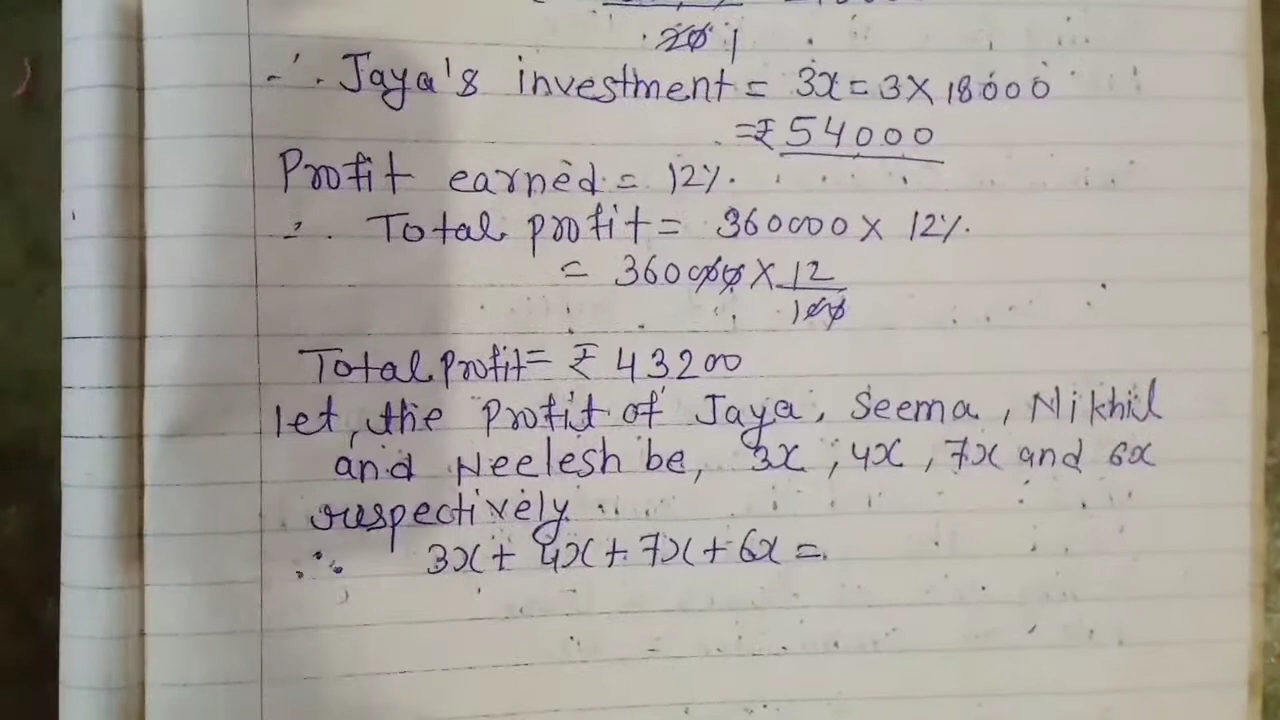 20 1
∴ Jaya's investment = 3x = 3 × 18000
= ₹ 54000
Profit earned = 12%.
∴ Total profit = 360000 × 12%.
= 360000 × 12
100
Total profit = ₹ 43200
let, the profit of Jaya, Seema, Nikhil
and Neelesh be, 3x, 4x, 7x and 6x
respectively
∴ 3x + 4x + 7x + 6x =